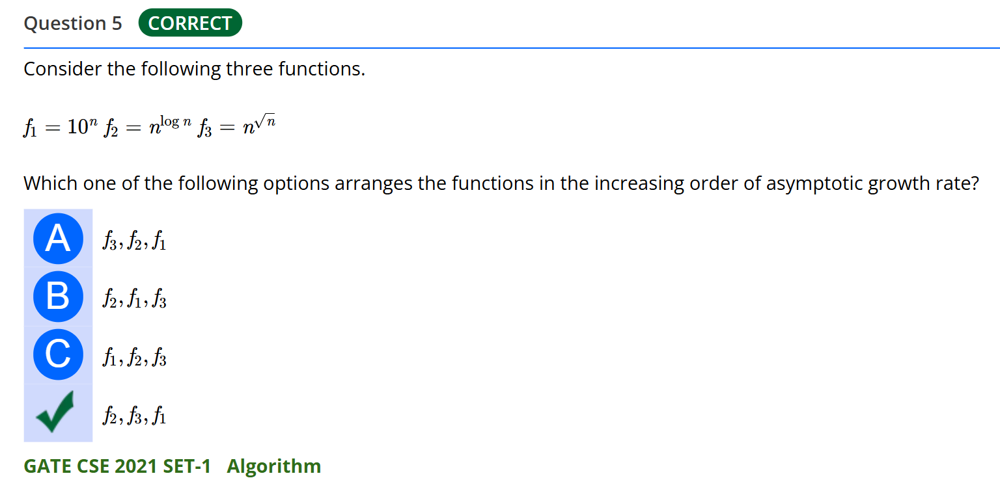 Question 5 CORRECT
Consider the following three functions.
f₁ = 10ⁿ f₂ = n^{log n} f₃ = n^{√n}
Which one of the following options arranges the functions in the increasing order of asymptotic growth rate?
A f₃, f₂, f₁
B f₂, f₁, f₃
C f₁, f₂, f₃
f₂, f₃, f₁
GATE CSE 2021 SET-1 Algorithm